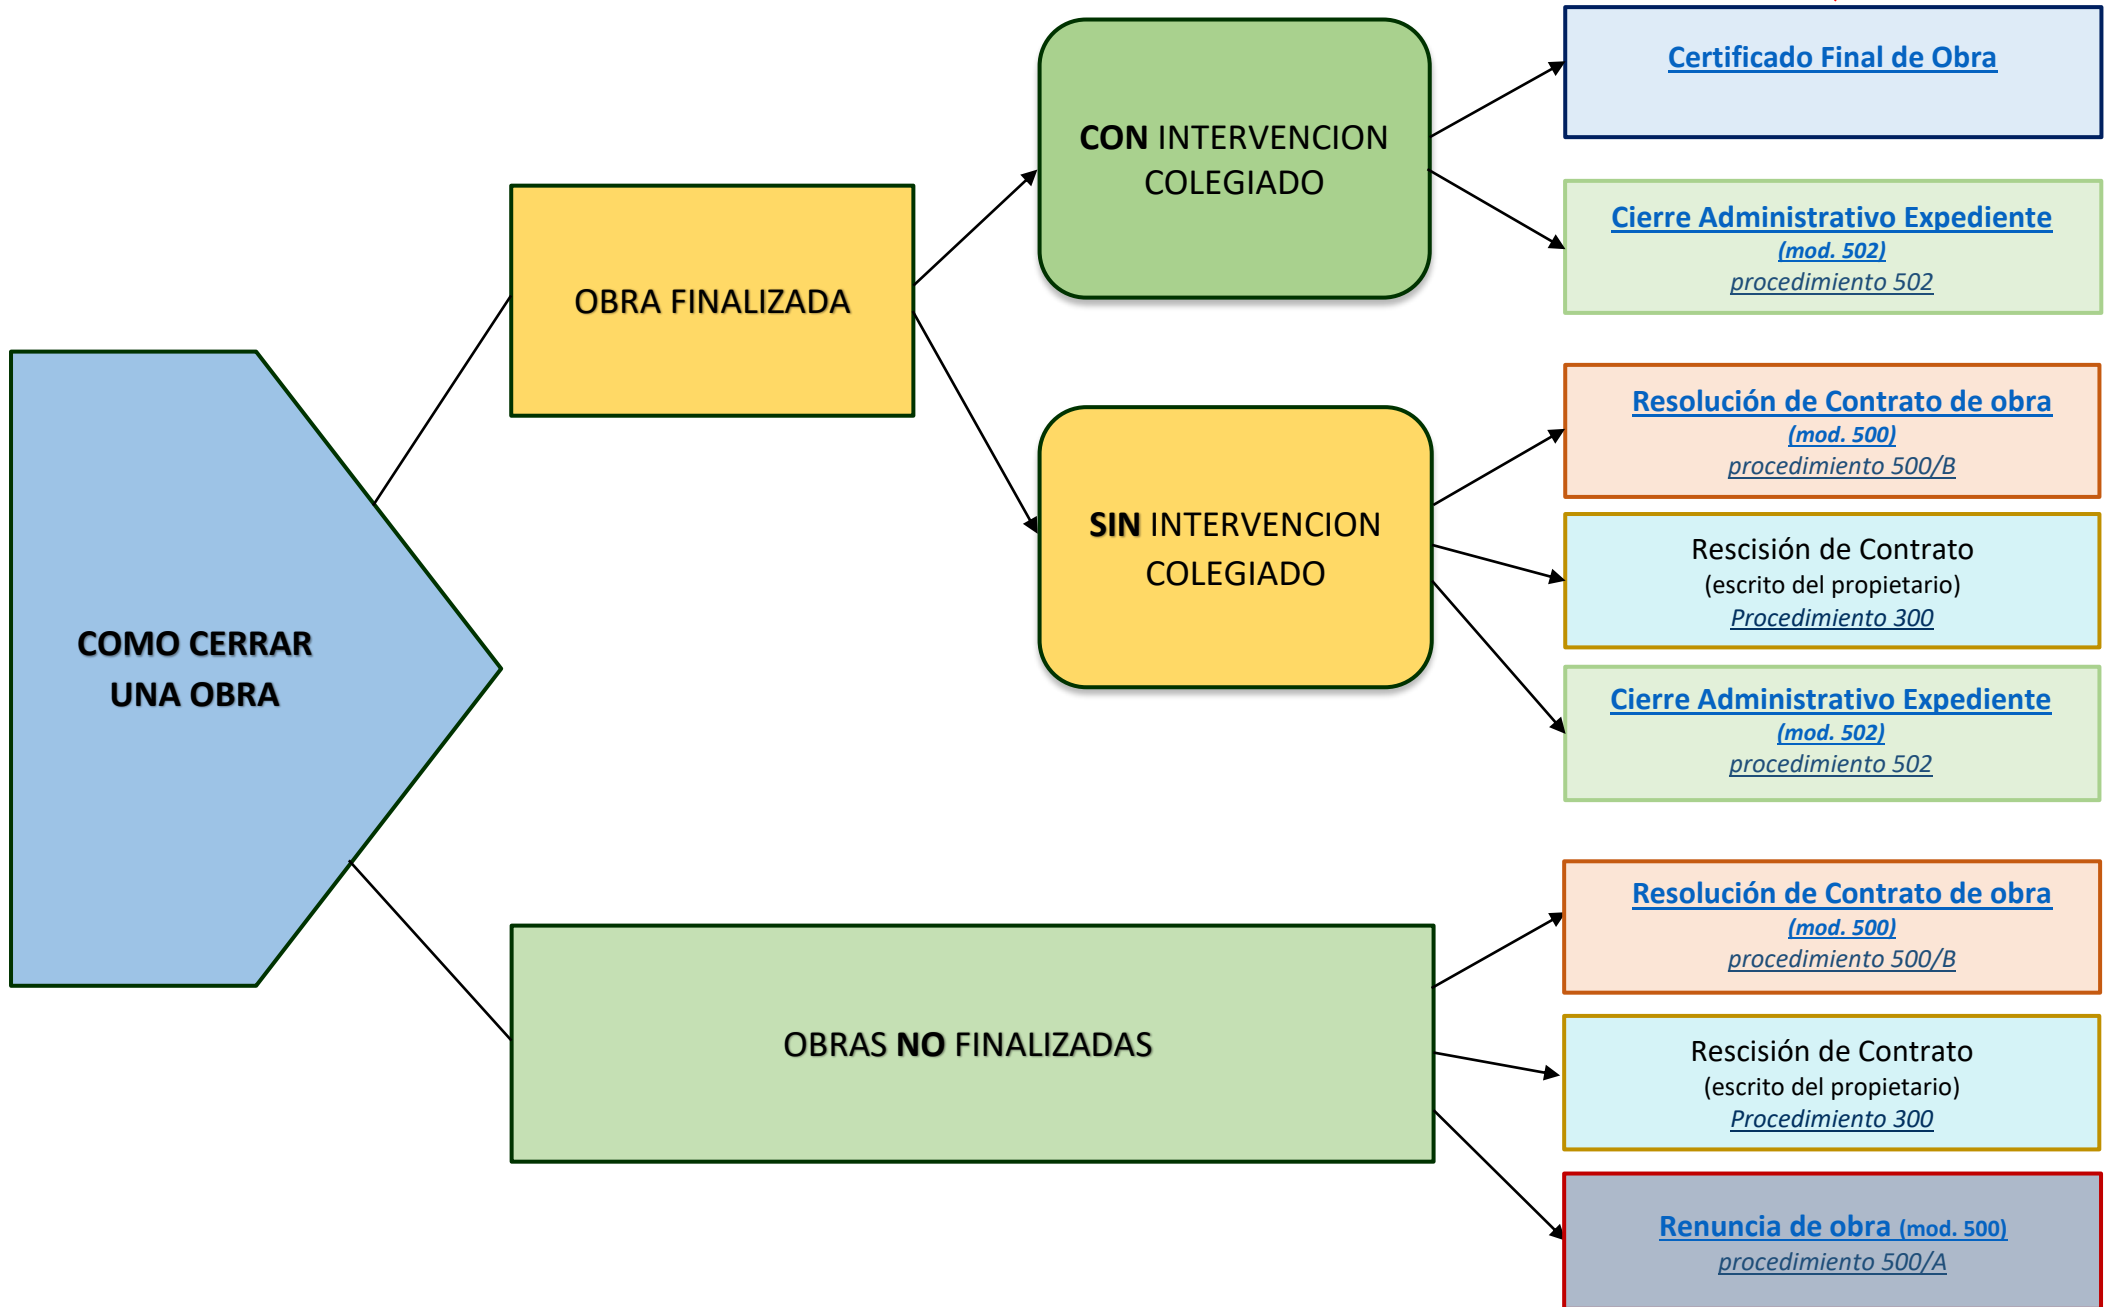 COMO CERRAR
UNA OBRA
OBRA FINALIZADA
CON INTERVENCION
COLEGIADO
Certificado Final de Obra
Cierre Administrativo Expediente
(mod. 502)
procedimiento 502
SIN INTERVENCION
COLEGIADO
Resolución de Contrato de obra
(mod. 500)
procedimiento 500/B
Rescisión de Contrato
(escrito del propietario)
Procedimiento 300
Cierre Administrativo Expediente
(mod. 502)
procedimiento 502
OBRAS NO FINALIZADAS
Resolución de Contrato de obra
(mod. 500)
procedimiento 500/B
Rescisión de Contrato
(escrito del propietario)
Procedimiento 300
Renuncia de obra (mod. 500)
procedimiento 500/A